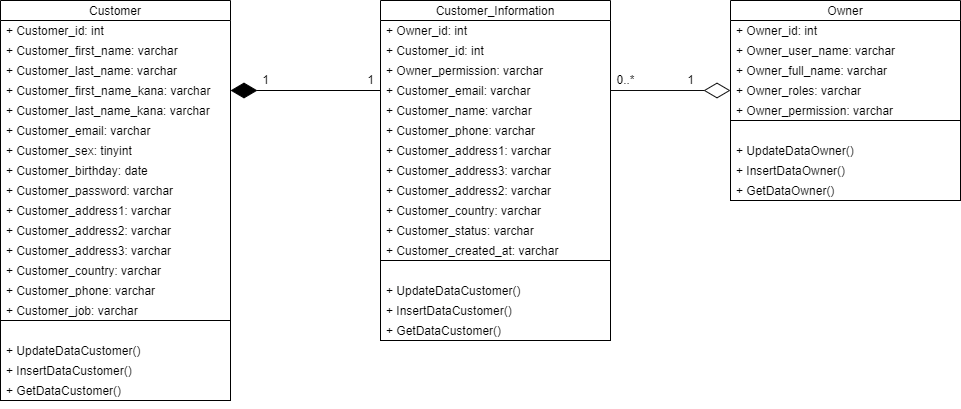 Customer
+ Customer_id: int
+ Customer_first_name: varchar
+ Customer_last_name: varchar
+ Customer_first_name_kana: varchar
+ Customer_last_name_kana: varchar
+ Customer_email: varchar
+ Customer_sex: tinyint
+ Customer_birthday: date
+ Customer_password: varchar
+ Customer_address1: varchar
+ Customer_address2: varchar
+ Customer_address3: varchar
+ Customer_country: varchar
+ Customer_phone: varchar
+ Customer_job: varchar
+ UpdateDataCustomer()
+ InsertDataCustomer()
+ GetDataCustomer()
1
1
Customer_Information
+ Owner_id: int
+ Customer_id: int
+ Owner_permission: varchar
+ Customer_email: varchar
+ Customer_name: varchar
+ Customer_phone: varchar
+ Customer_address1: varchar
+ Customer_address3: varchar
+ Customer_address2: varchar
+ Customer_country: varchar
+ Customer_status: varchar
+ Customer_created_at: varchar
+ UpdateDataCustomer()
+ InsertDataCustomer()
+ GetDataCustomer()
0..*
1
Owner
+ Owner_id: int
+ Owner_user_name: varchar
+ Owner_full_name: varchar
+ Owner_roles: varchar
+ Owner_permission: varchar
+ UpdateDataOwner()
+ InsertDataOwner()
+ GetDataOwner()